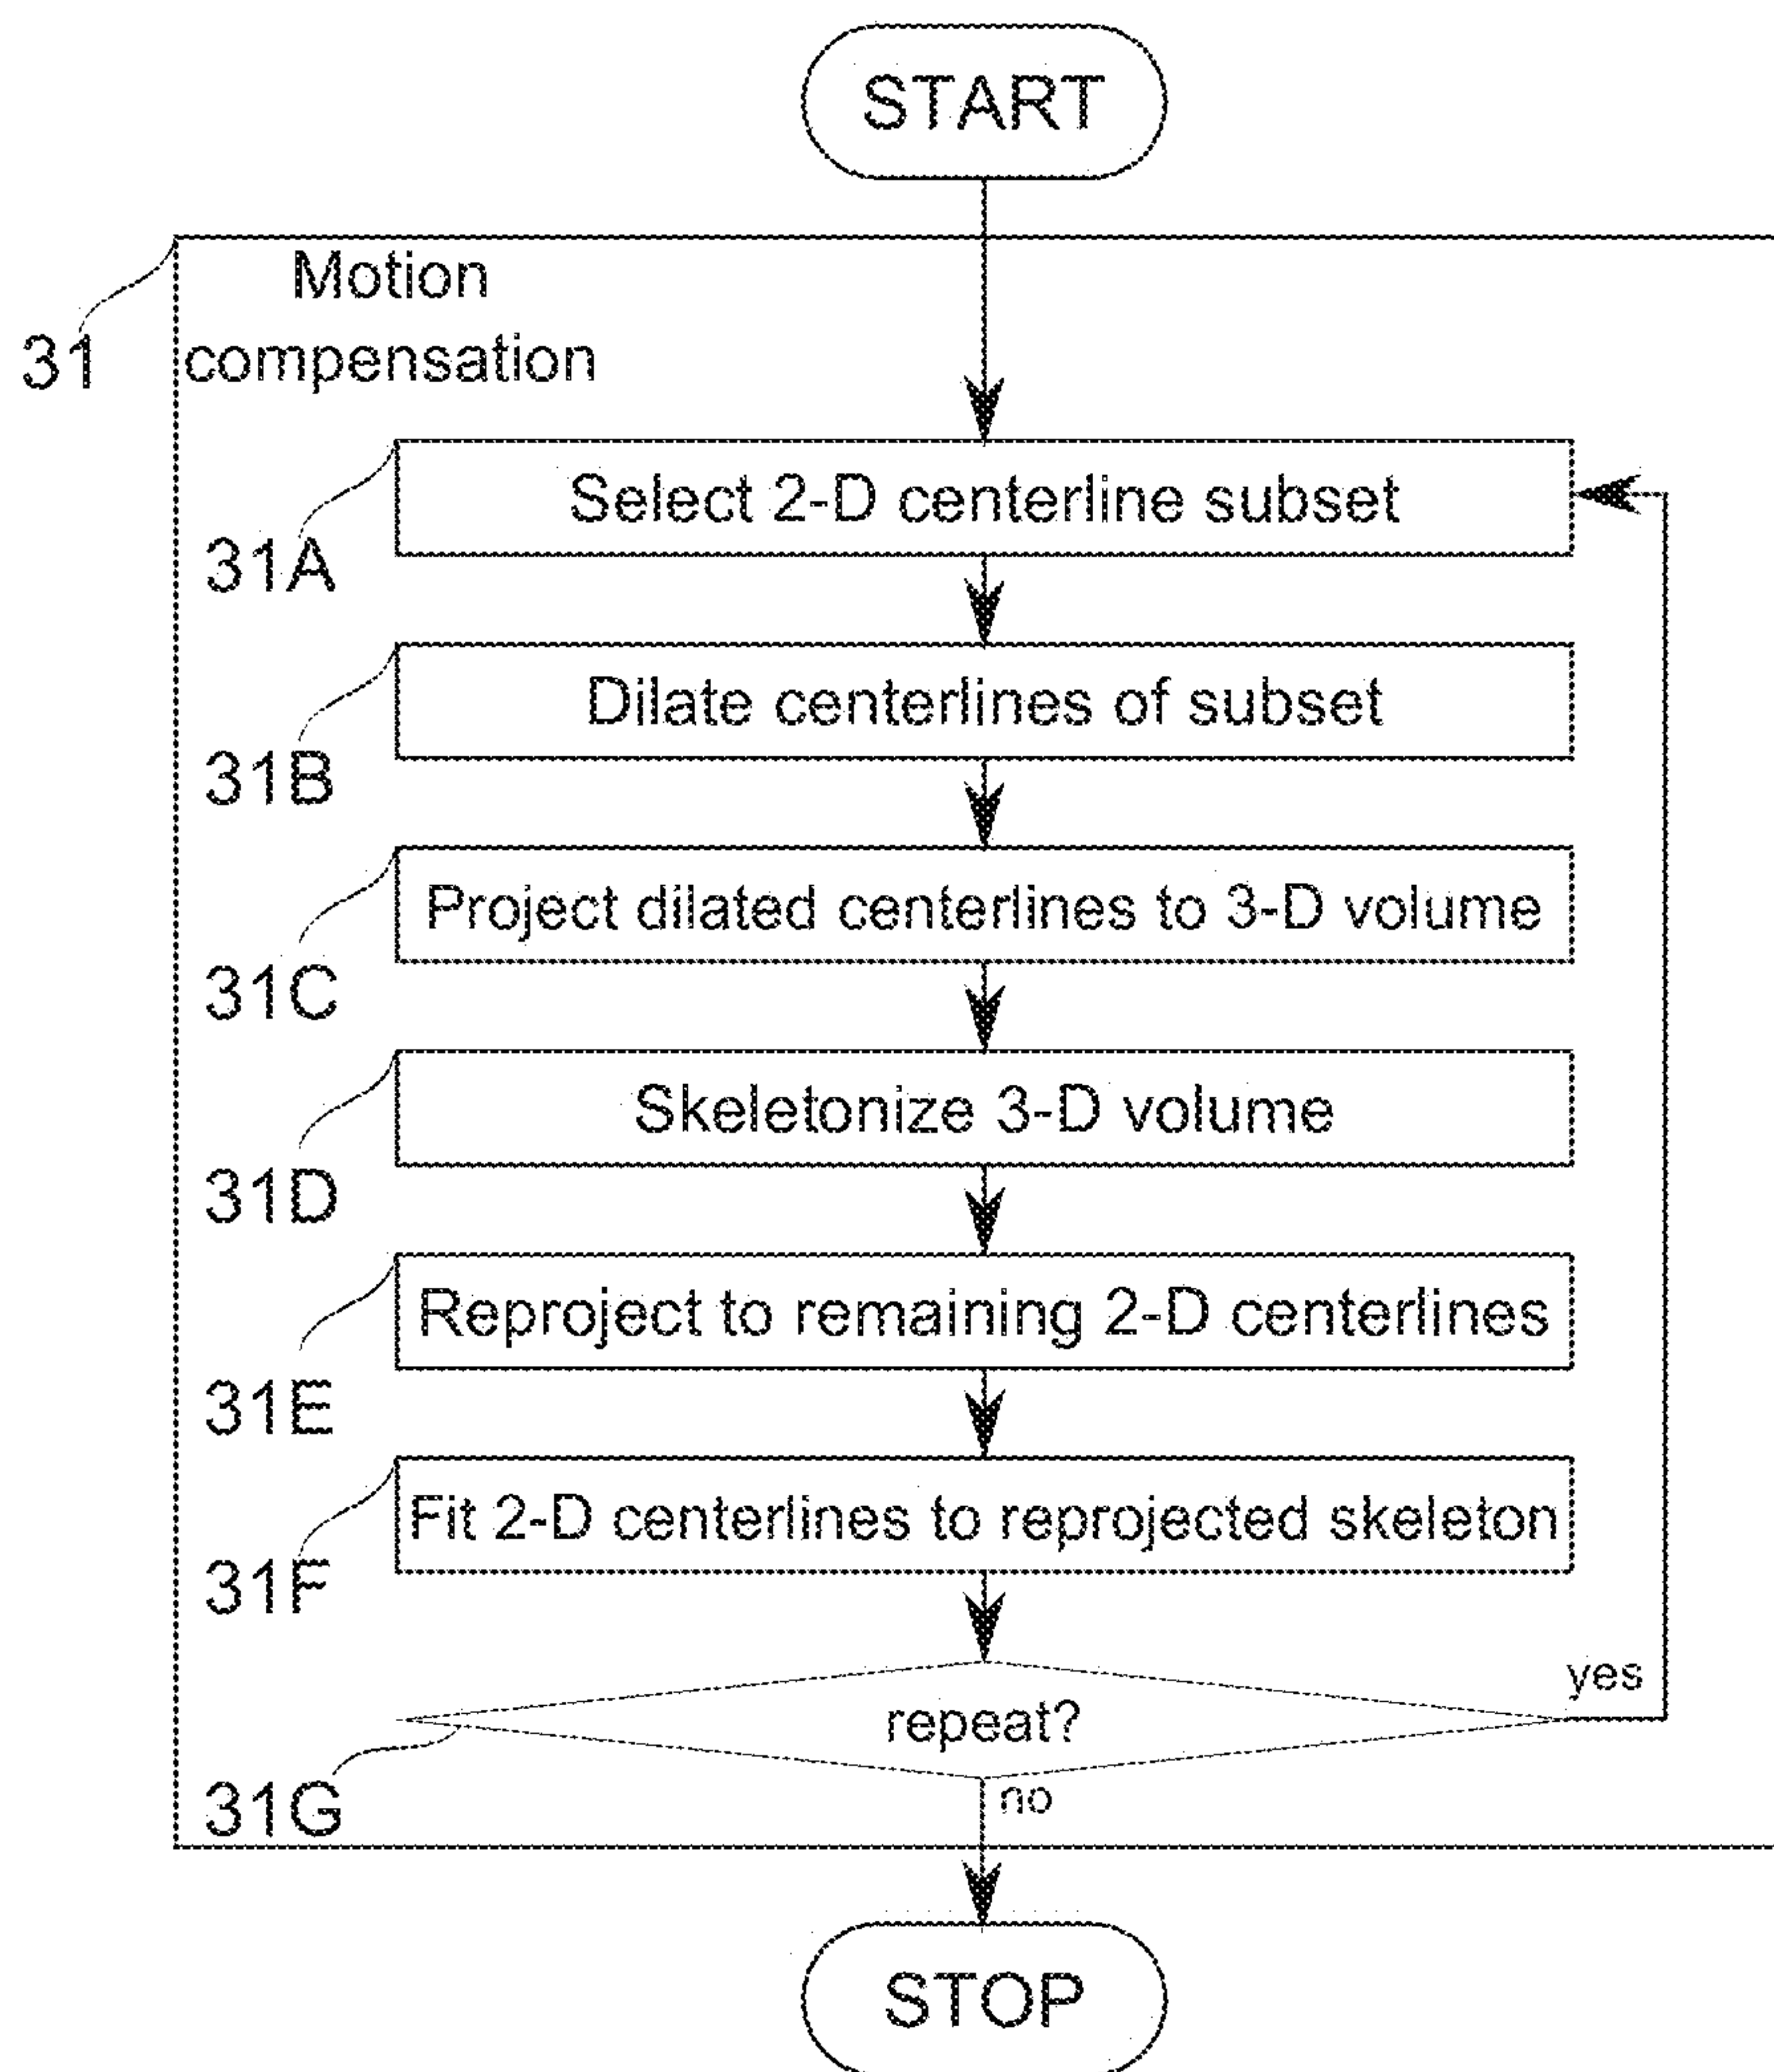 START
Motion
compensation
31
Select 2-D centerline subset
31A
Dilate centerlines of subset
31B
Project dilated centerlines to 3-D volume
31C
Skeletonize 3-D volume
31D
Reproject to remaining 2-D centerlines
31E
Fit 2-D centerlines to reprojected skeleton
31F
yes
repeat?
31G
no
STOP